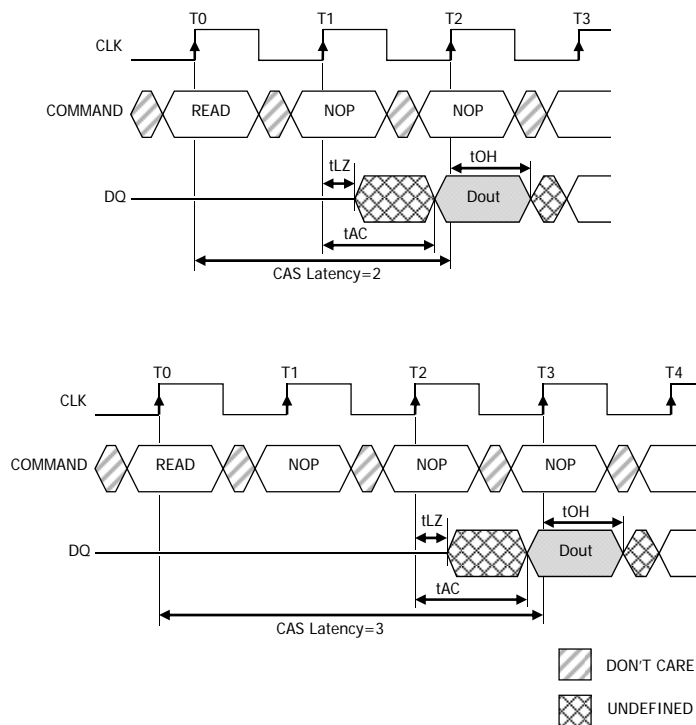 T0 T1 T2 T3
CLK
COMMAND READ NOP NOP
tLZ tOH
DQ Dout
tAC
CAS Latency=2
T0 T1 T2 T3 T4
CLK
COMMAND READ NOP NOP NOP
tLZ tOH
DQ Dout
tAC
CAS Latency=3
DON'T CARE
UNDEFINED